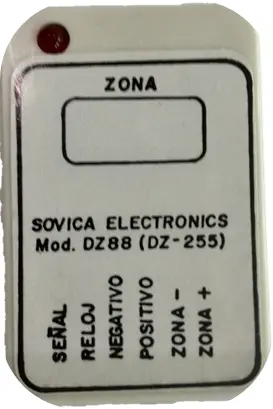 ZONA
SOVICA ELECTRONICS
Mod. DZ88 (DZ-255)
SEÑAL
RELOJ
NEGATIVO
POSITIVO
ZONA -
ZONA +